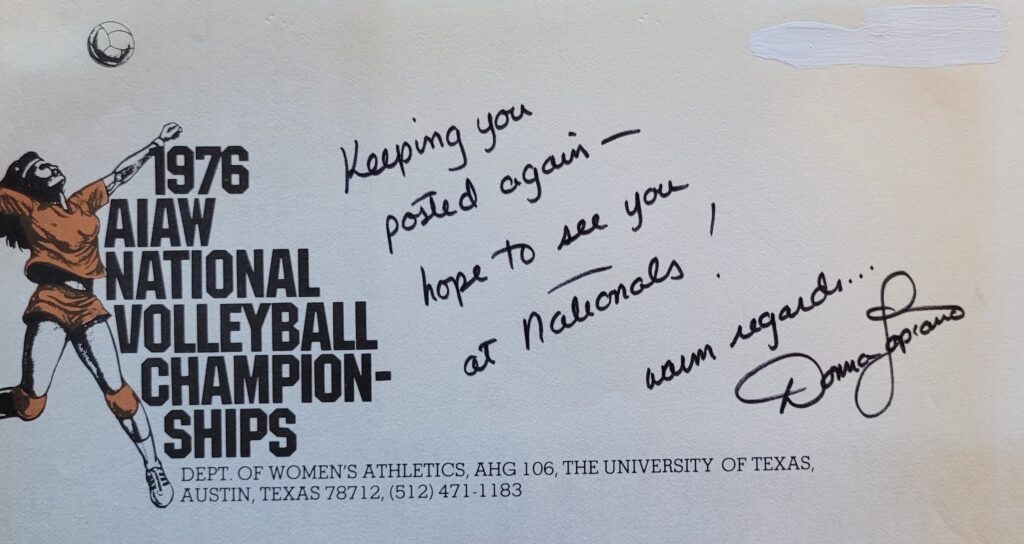 1976
AIAW
NATIONAL
VOLLEYBALL
CHAMPION-
SHIPS
Keeping you
posted again –
hope to see you
at Nationals!
warm regards...
Donna Lopiano
DEPT. OF WOMEN'S ATHLETICS, AHG 106, THE UNIVERSITY OF TEXAS,
AUSTIN, TEXAS 78712, (512) 471-1183